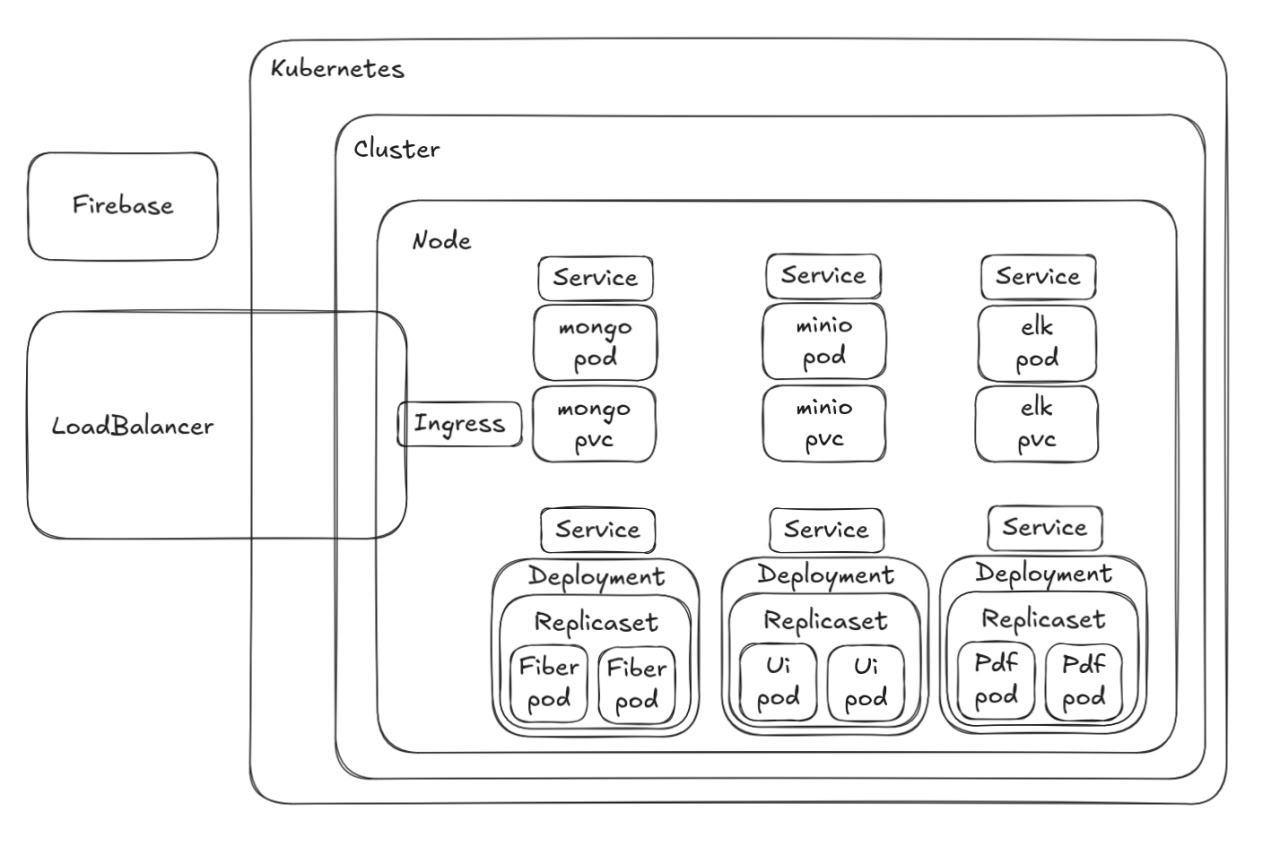 Kubernetes
Cluster
Firebase
Node
Service
mongo
pod
mongo
pvc
Service
minio
pod
minio
pvc
Service
elk
pod
elk
pvc
LoadBalancer
Ingress
Service
Deployment
Replicaset
Fiber
pod
Fiber
pod
Service
Deployment
Replicaset
Ui
pod
Ui
pod
Service
Deployment
Replicaset
Pdf
pod
Pdf
pod